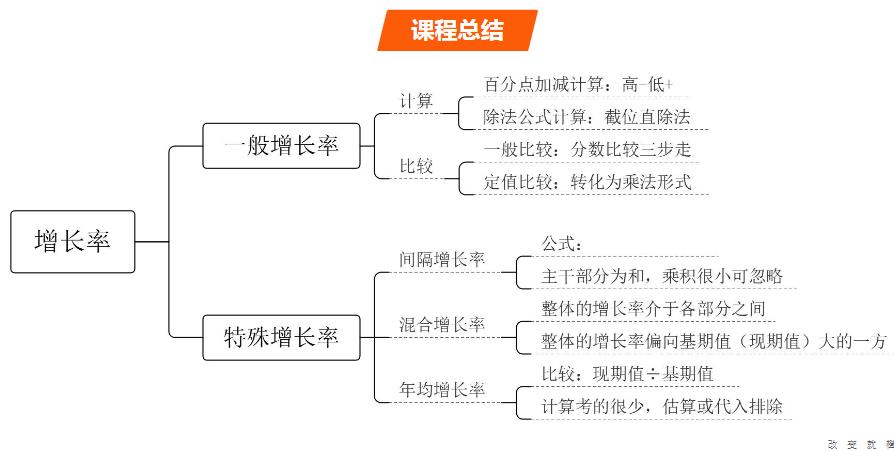 课程总结
增长率
一般增长率
计算
百分点加减计算：高-低+
除法公式计算：截位直除法
比较
一般比较：分数比较三步走
定值比较：转化为乘法形式
特殊增长率
间隔增长率
公式：
主干部分为和，乘积很小可忽略
混合增长率
整体的增长率介于各部分之间
整体的增长率偏向基期值（现期值）大的一方
年均增长率
比较：现期值÷基期值
计算考的很少，估算或代入排除
改 变 就